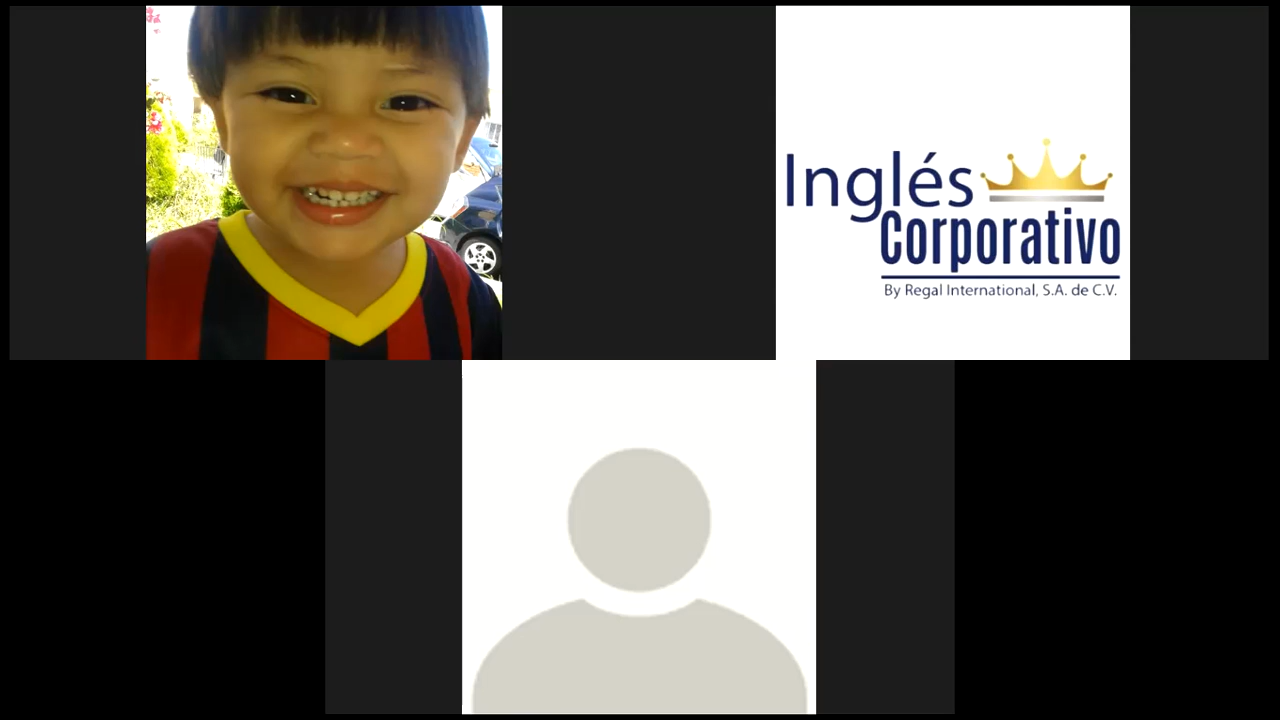 Inglés
Corporativo
By Regal International, S.A. de C.V.